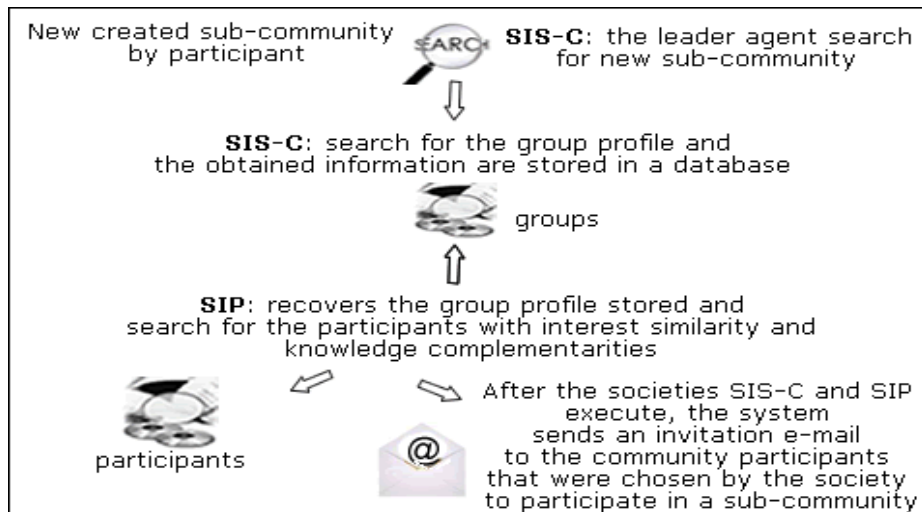 New created sub-community
by participant
SEARCH
SIS-C: the leader agent search
for new sub-community
SIS-C: search for the group profile and
the obtained information are stored in a database
groups
SIP: recovers the group profile stored and
search for the participants with interest similarity and
knowledge complementarities
participants
@
After the societies SIS-C and SIP
execute, the system
sends an invitation e-mail
to the community participants
that were chosen by the society
to participate in a sub-community